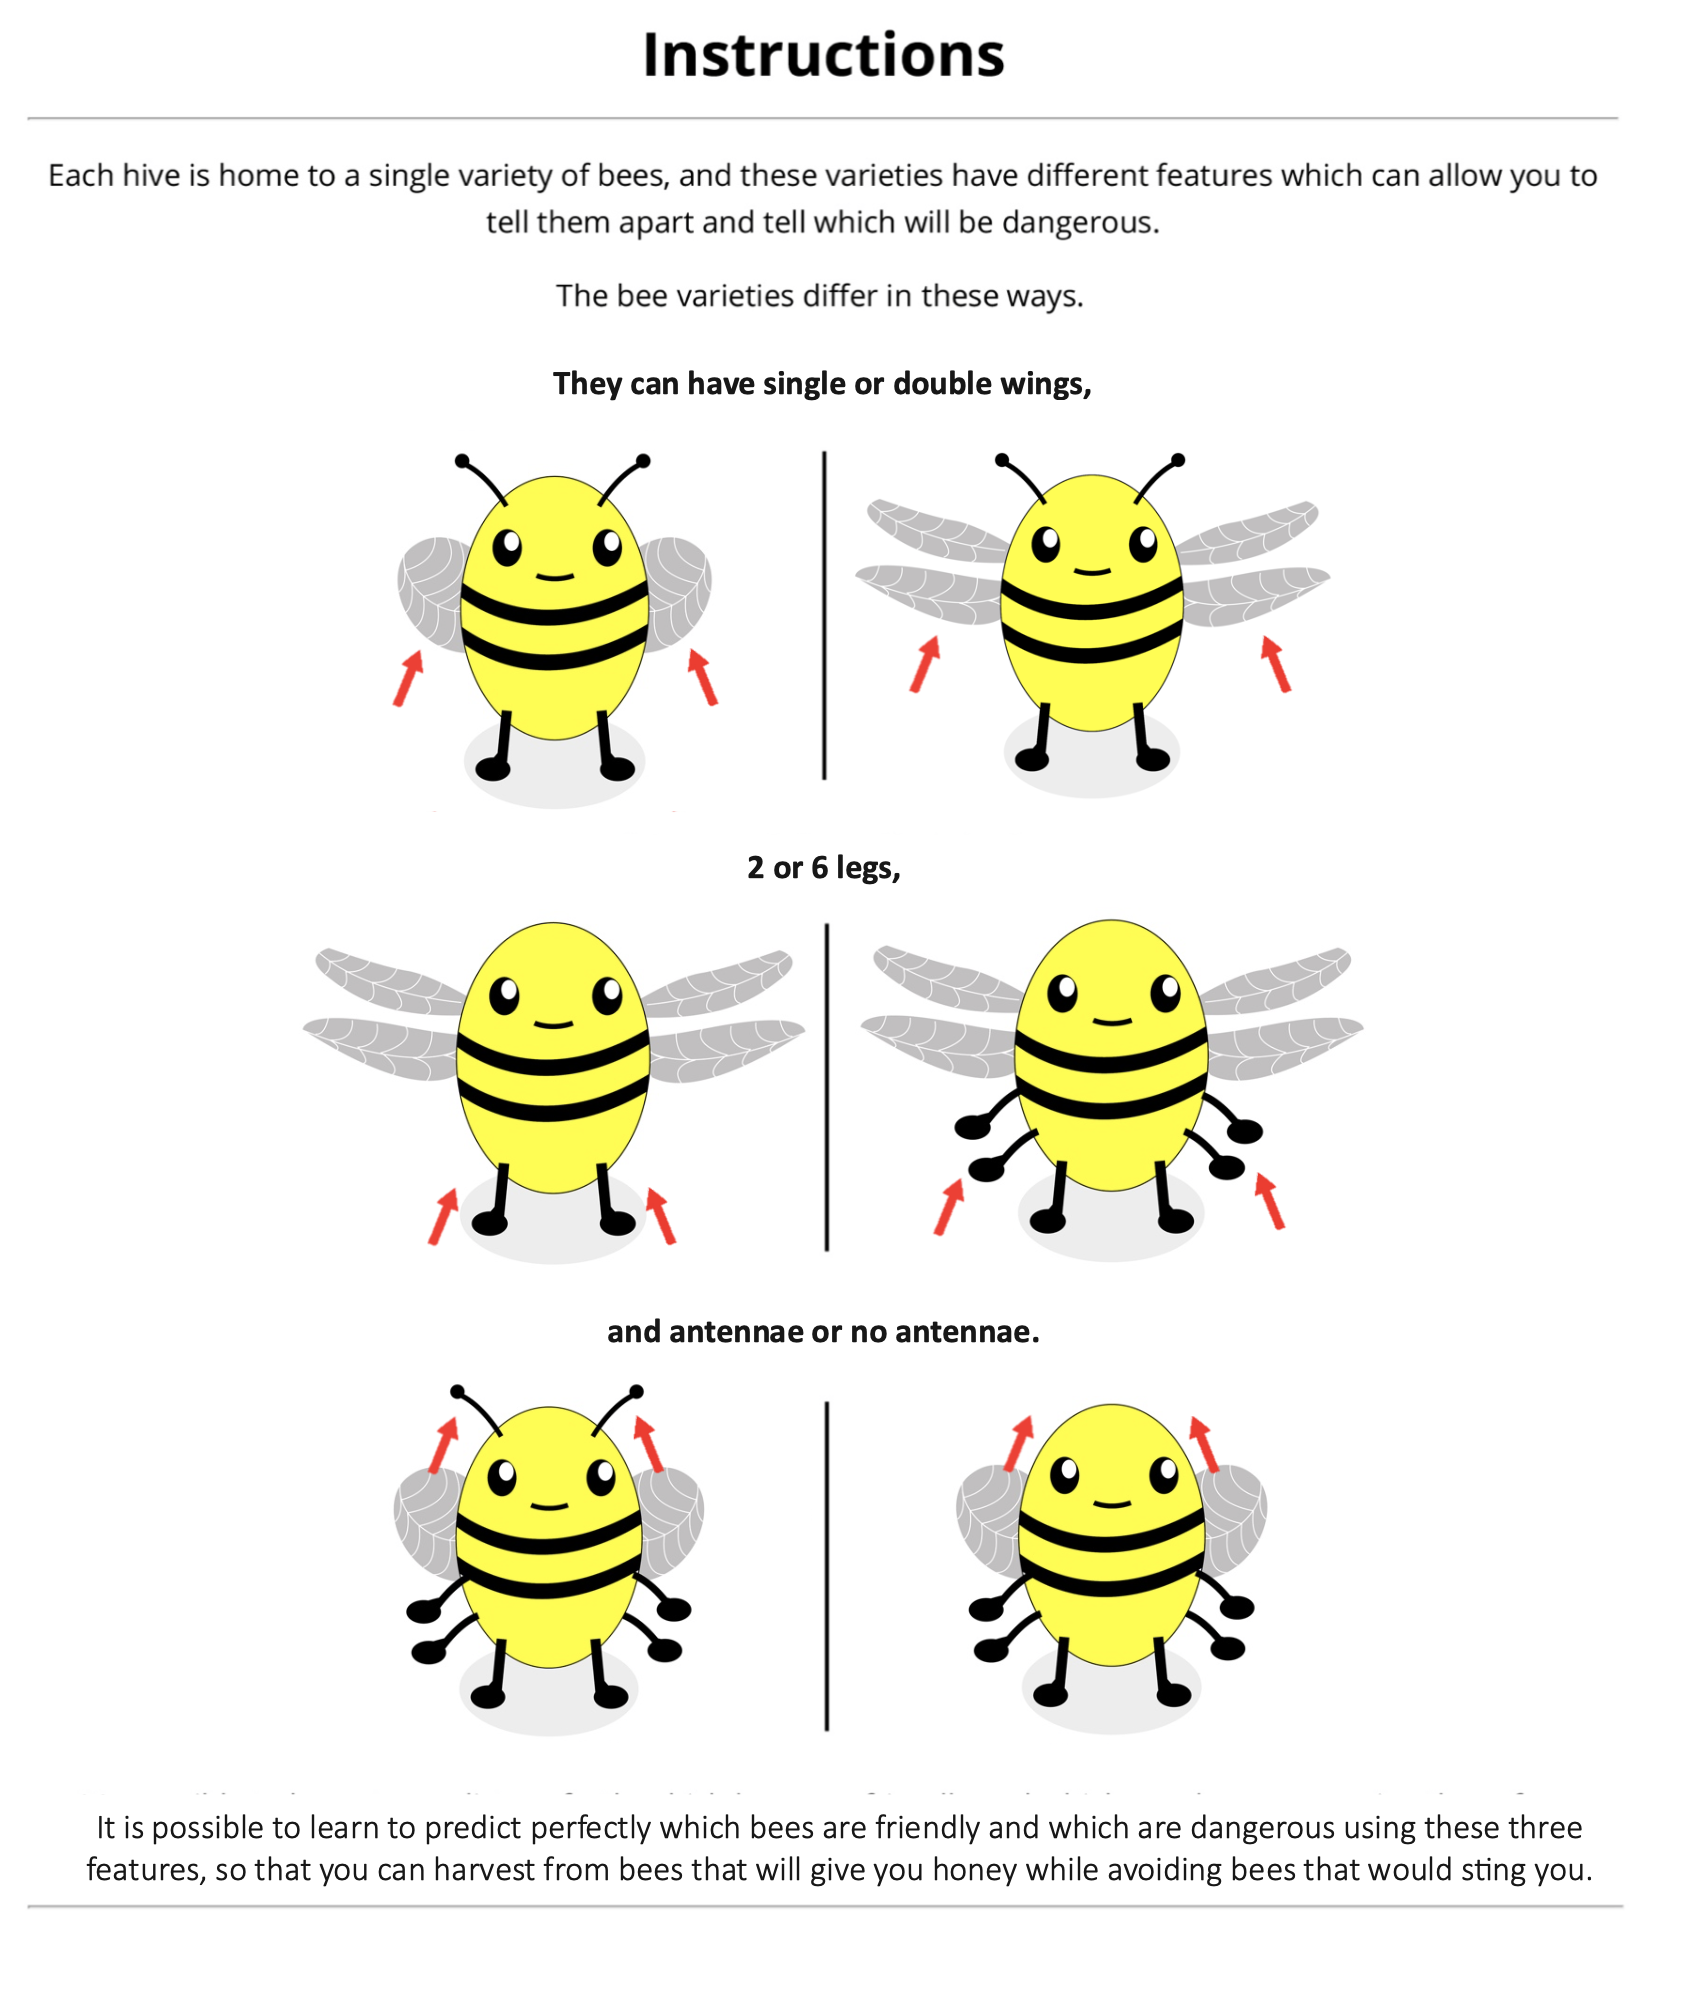 Instructions
Each hive is home to a single variety of bees, and these varieties have different features which can allow you to
tell them apart and tell which will be dangerous.
The bee varieties differ in these ways.
They can have single or double wings,
2 or 6 legs,
and antennae or no antennae.
It is possible to learn to predict perfectly which bees are friendly and which are dangerous using these three
features, so that you can harvest from bees that will give you honey while avoiding bees that would sting you.